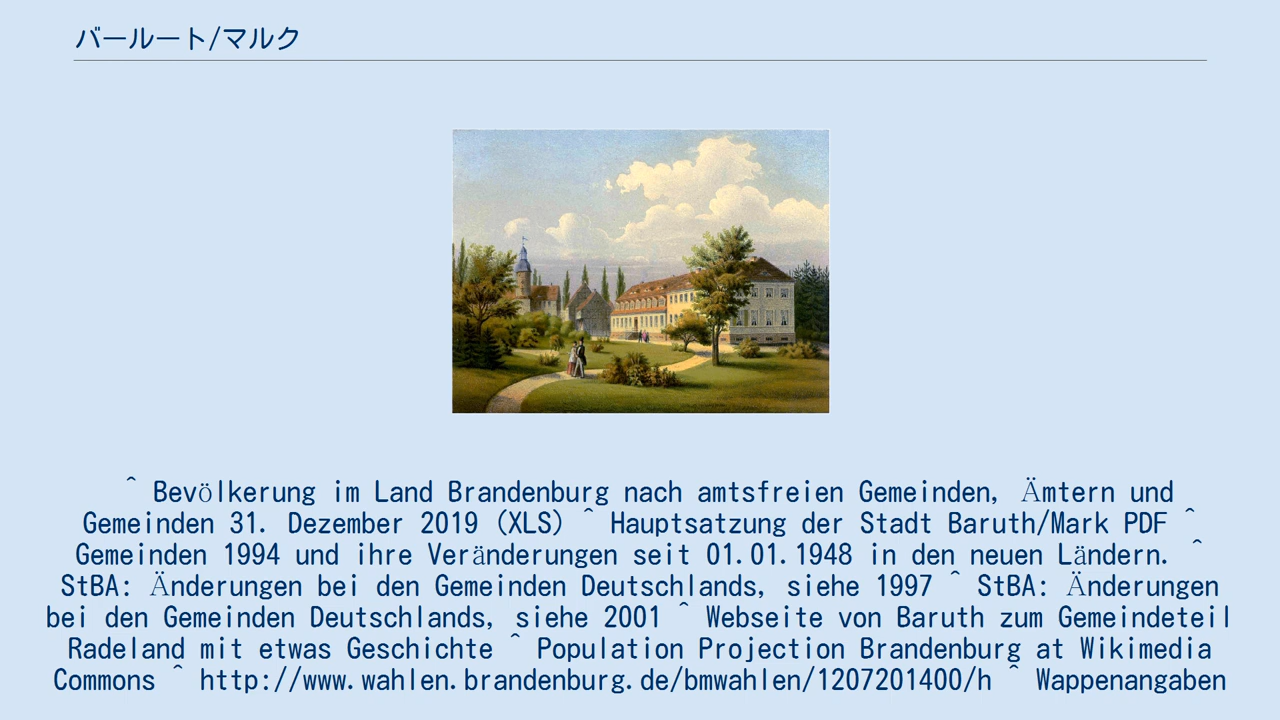 バールート/マルク
^ Bevölkerung im Land Brandenburg nach amtsfreien Gemeinden, Ämtern und
Gemeinden 31. Dezember 2019 (XLS) ^ Hauptsatzung der Stadt Baruth/Mark PDF ^
Gemeinden 1994 und ihre Veränderungen seit 01.01.1948 in den neuen Ländern. ^
StBA: Änderungen bei den Gemeinden Deutschlands, siehe 1997 ^ StBA: Änderungen
bei den Gemeinden Deutschlands, siehe 2001 ^ Webseite von Baruth zum Gemeindeteil
Radeland mit etwas Geschichte ^ Population Projection Brandenburg at Wikimedia
Commons ^ http://www.wahlen.brandenburg.de/bmwahlen/1207201400/h ^ Wappenangaben